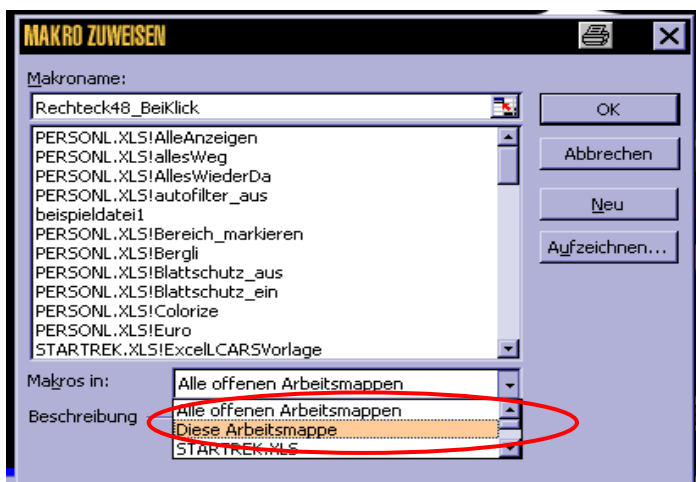 MAKRO ZUWEISEN
Makroname:
Rechteck48_BeiKlick
OK
PERSONL.XLS!AlleAnzeigen
PERSONL.XLS!allesWeg
PERSONL.XLS!AllesWiederDa
PERSONL.XLS!autofilter_aus
beispieldatei1
PERSONL.XLS!Bereich_markieren
PERSONL.XLS!Bergli
PERSONL.XLS!Blattschutz_aus
PERSONL.XLS!Blattschutz_ein
PERSONL.XLS!Colorize
PERSONL.XLS!Euro
STARTREK.XLS!ExcelLCARSVorlage
Abbrechen
Neu
Aufzeichnen...
Makros in:
Alle offenen Arbeitsmappen
Beschreibung
Alle offenen Arbeitsmappen
Diese Arbeitsmappe
STARTREK.XLS